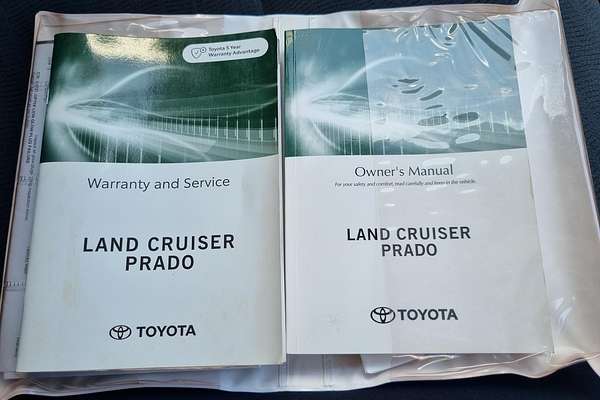 Toyota 5 Year
Warranty Advantage
Warranty and Service
LAND CRUISER
PRADO
TOYOTA
Owner's Manual
For your safety and comfort, read carefully and keep in the vehicle.
LAND CRUISER
PRADO
TOYOTA